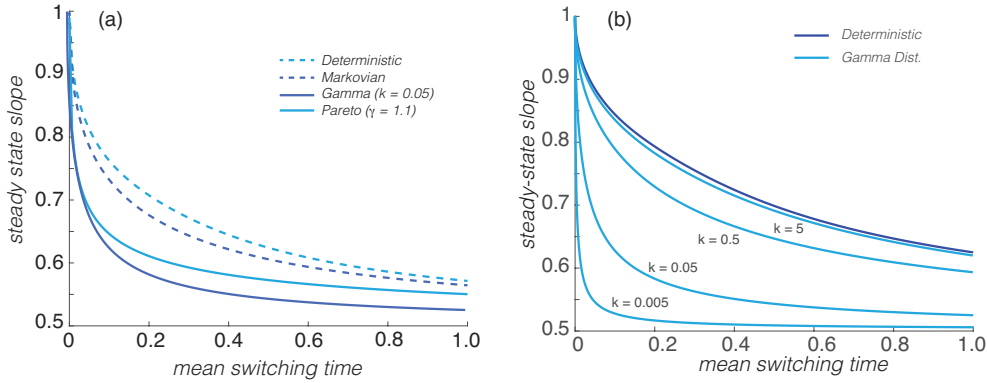 (a)
1
0.9
0.8
0.7
0.6
0.5
steady state slope
Deterministic
Markovian
Gamma (k = 0.05)
Pareto (γ = 1.1)
0 0.2 0.4 0.6 0.8 1.0
mean switching time
(b)
1
0.9
0.8
0.7
0.6
0.5
steady-state slope
Deterministic
Gamma Dist.
k = 5
k = 0.5
k = 0.05
k = 0.005
0 0.2 0.4 0.6 0.8 1.0
mean switching time